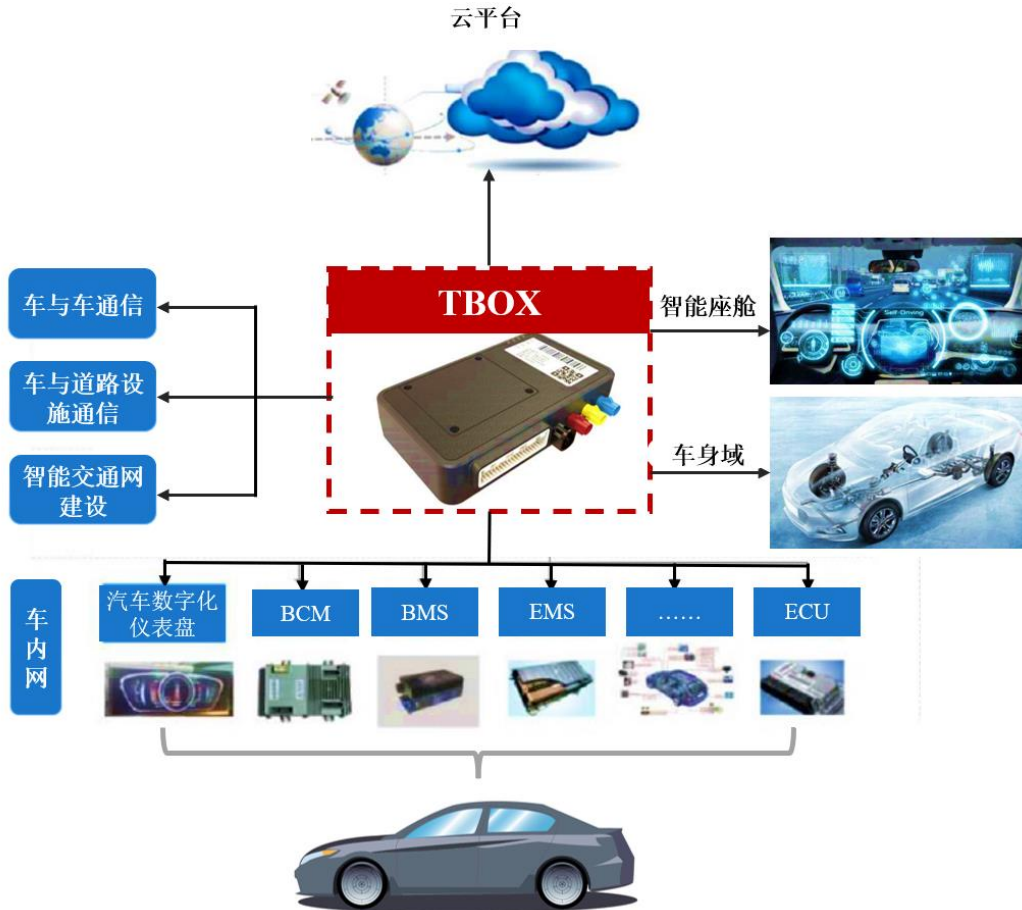 云平台
TBOX
车与车通信
车与道路设
施通信
智能交通网
建设
智能座舱
Self-Driving
车身域
车内网
汽车数字化
仪表盘
BCM
BMS
EMS
……
ECU